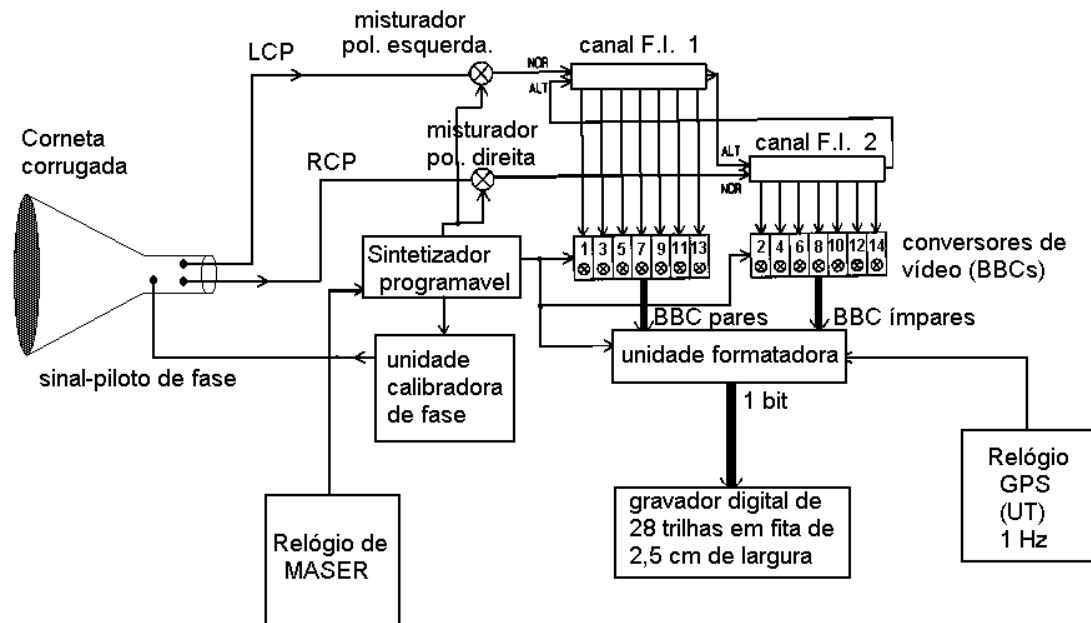 misturador
pol. esquerda.
LCP
canal F.I. 1
NOR
ALT
Corneta
corrugada
misturador
pol. direita
RCP
canal F.I. 2
ALT
NOR
Sintetizador
programavel
1 3 5 7 9 11 13
2 4 6 8 10 12 14
conversores de
vídeo (BBCs)
BBC pares
BBC ímpares
sinal-piloto de fase
unidade
calibradora
de fase
unidade formatadora
1 bit
Relógio de
MASER
gravador digital de
28 trilhas em fita de
2,5 cm de largura
Relógio
GPS
(UT)
1 Hz